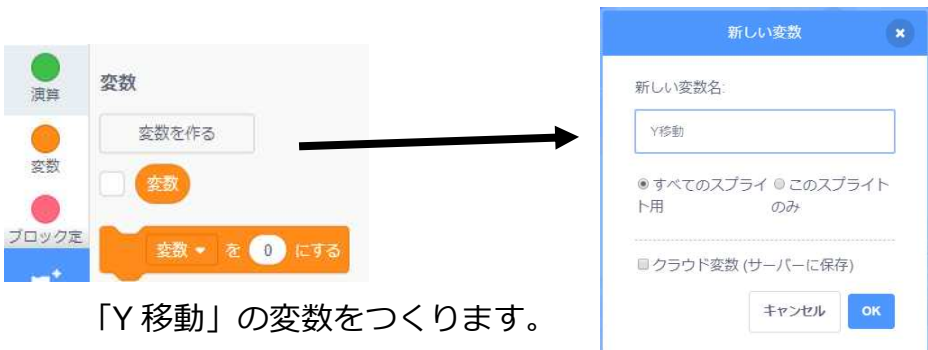 演算
変数
ブロック定
変数
変数を作る
変数
変数 を 0 にする
新しい変数
新しい変数名:
Y移動
すべてのスプライ
ト用
このスプライト
のみ
クラウド変数 (サーバーに保存)
キャンセル
OK
「Y 移動」の変数をつくります。